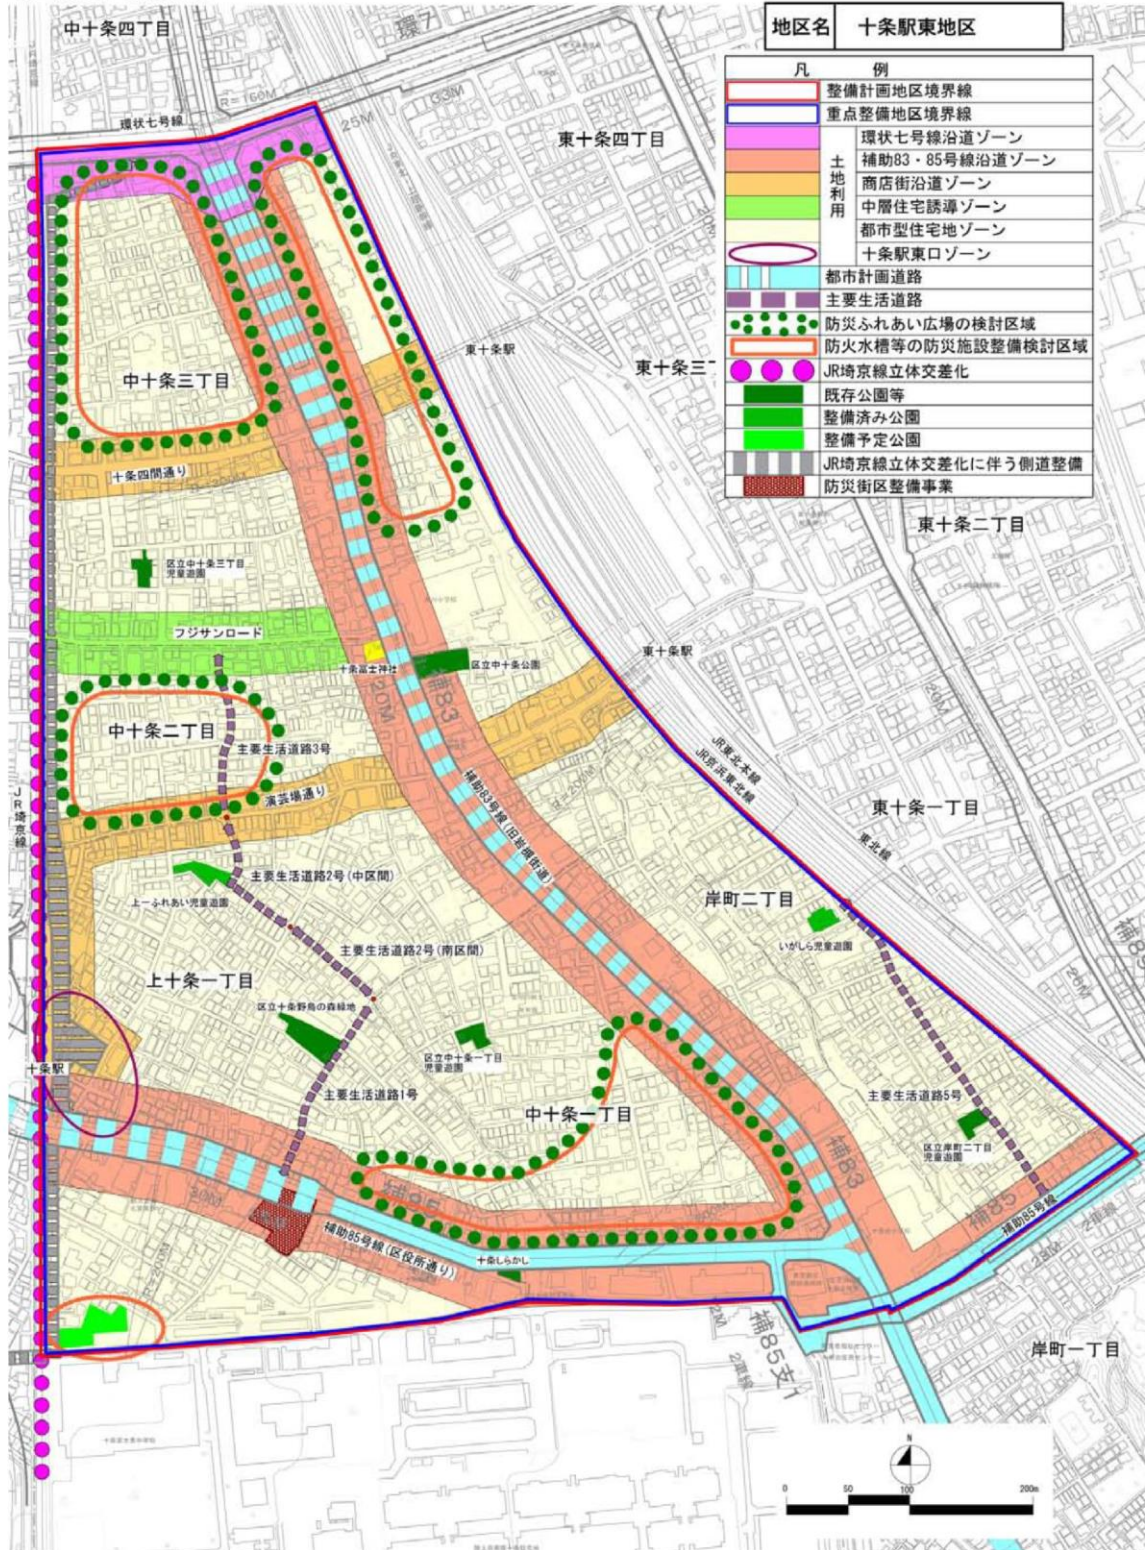 地区名 十条駅東地区
凡 例
整備計画地区境界線
重点整備地区境界線
土地利用
環状七号線沿道ゾーン
補助83・85号線沿道ゾーン
商店街沿道ゾーン
中層住宅誘導ゾーン
都市型住宅地ゾーン
十条駅東口ゾーン
都市計画道路
主要生活道路
防災ふれあい広場の検討区域
防火水槽等の防災施設整備検討区域
JR埼京線立体交差化
既存公園等
整備済み公園
整備予定公園
JR埼京線立体交差化に伴う側道整備
防災街区整備事業
中十条四丁目
環7
R=160M
環状七号線
25M
33M
東十条四丁目
東十条駅
東十条三丁
中十条三丁目
十条四間通り
東十条二丁目
区立中十条三丁目
児童遊園
フジサンロード
十条富士神社
区立中十条公園
東十条駅
補83
20M
中十条二丁目
主要生活道路3号
演芸場通り
補助83号線(旧岩槻街道)
R=200M
JR東北本線
JR京浜東北線
東北線
20M
東十条一丁目
JR埼京線
主要生活道路2号(中区間)
上一ふれあい児童遊園
岸町二丁目
いがしら児童遊園
主要生活道路2号(南区間)
上十条一丁目
区立十条野鳥の森緑地
区立中十条一丁目
児童遊園
十条駅
主要生活道路1号
中十条一丁目
主要生活道路5号
区立岸町二丁目
児童遊園
補83
補85
補助85号線
補85
補助85号線(区役所通り)
十条しらかし
補85支1
2車線
2車線
岸町一丁目
N
0 50 100 200m